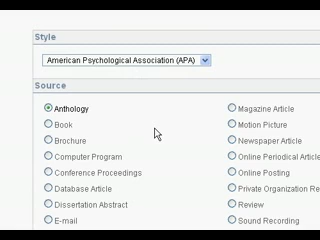 Style
American Psychological Association (APA)
Source
Anthology
Book
Brochure
Computer Program
Conference Proceedings
Database Article
Dissertation Abstract
E-mail
Magazine Article
Motion Picture
Newspaper Article
Online Periodical Article
Online Posting
Private Organization Re
Review
Sound Recording